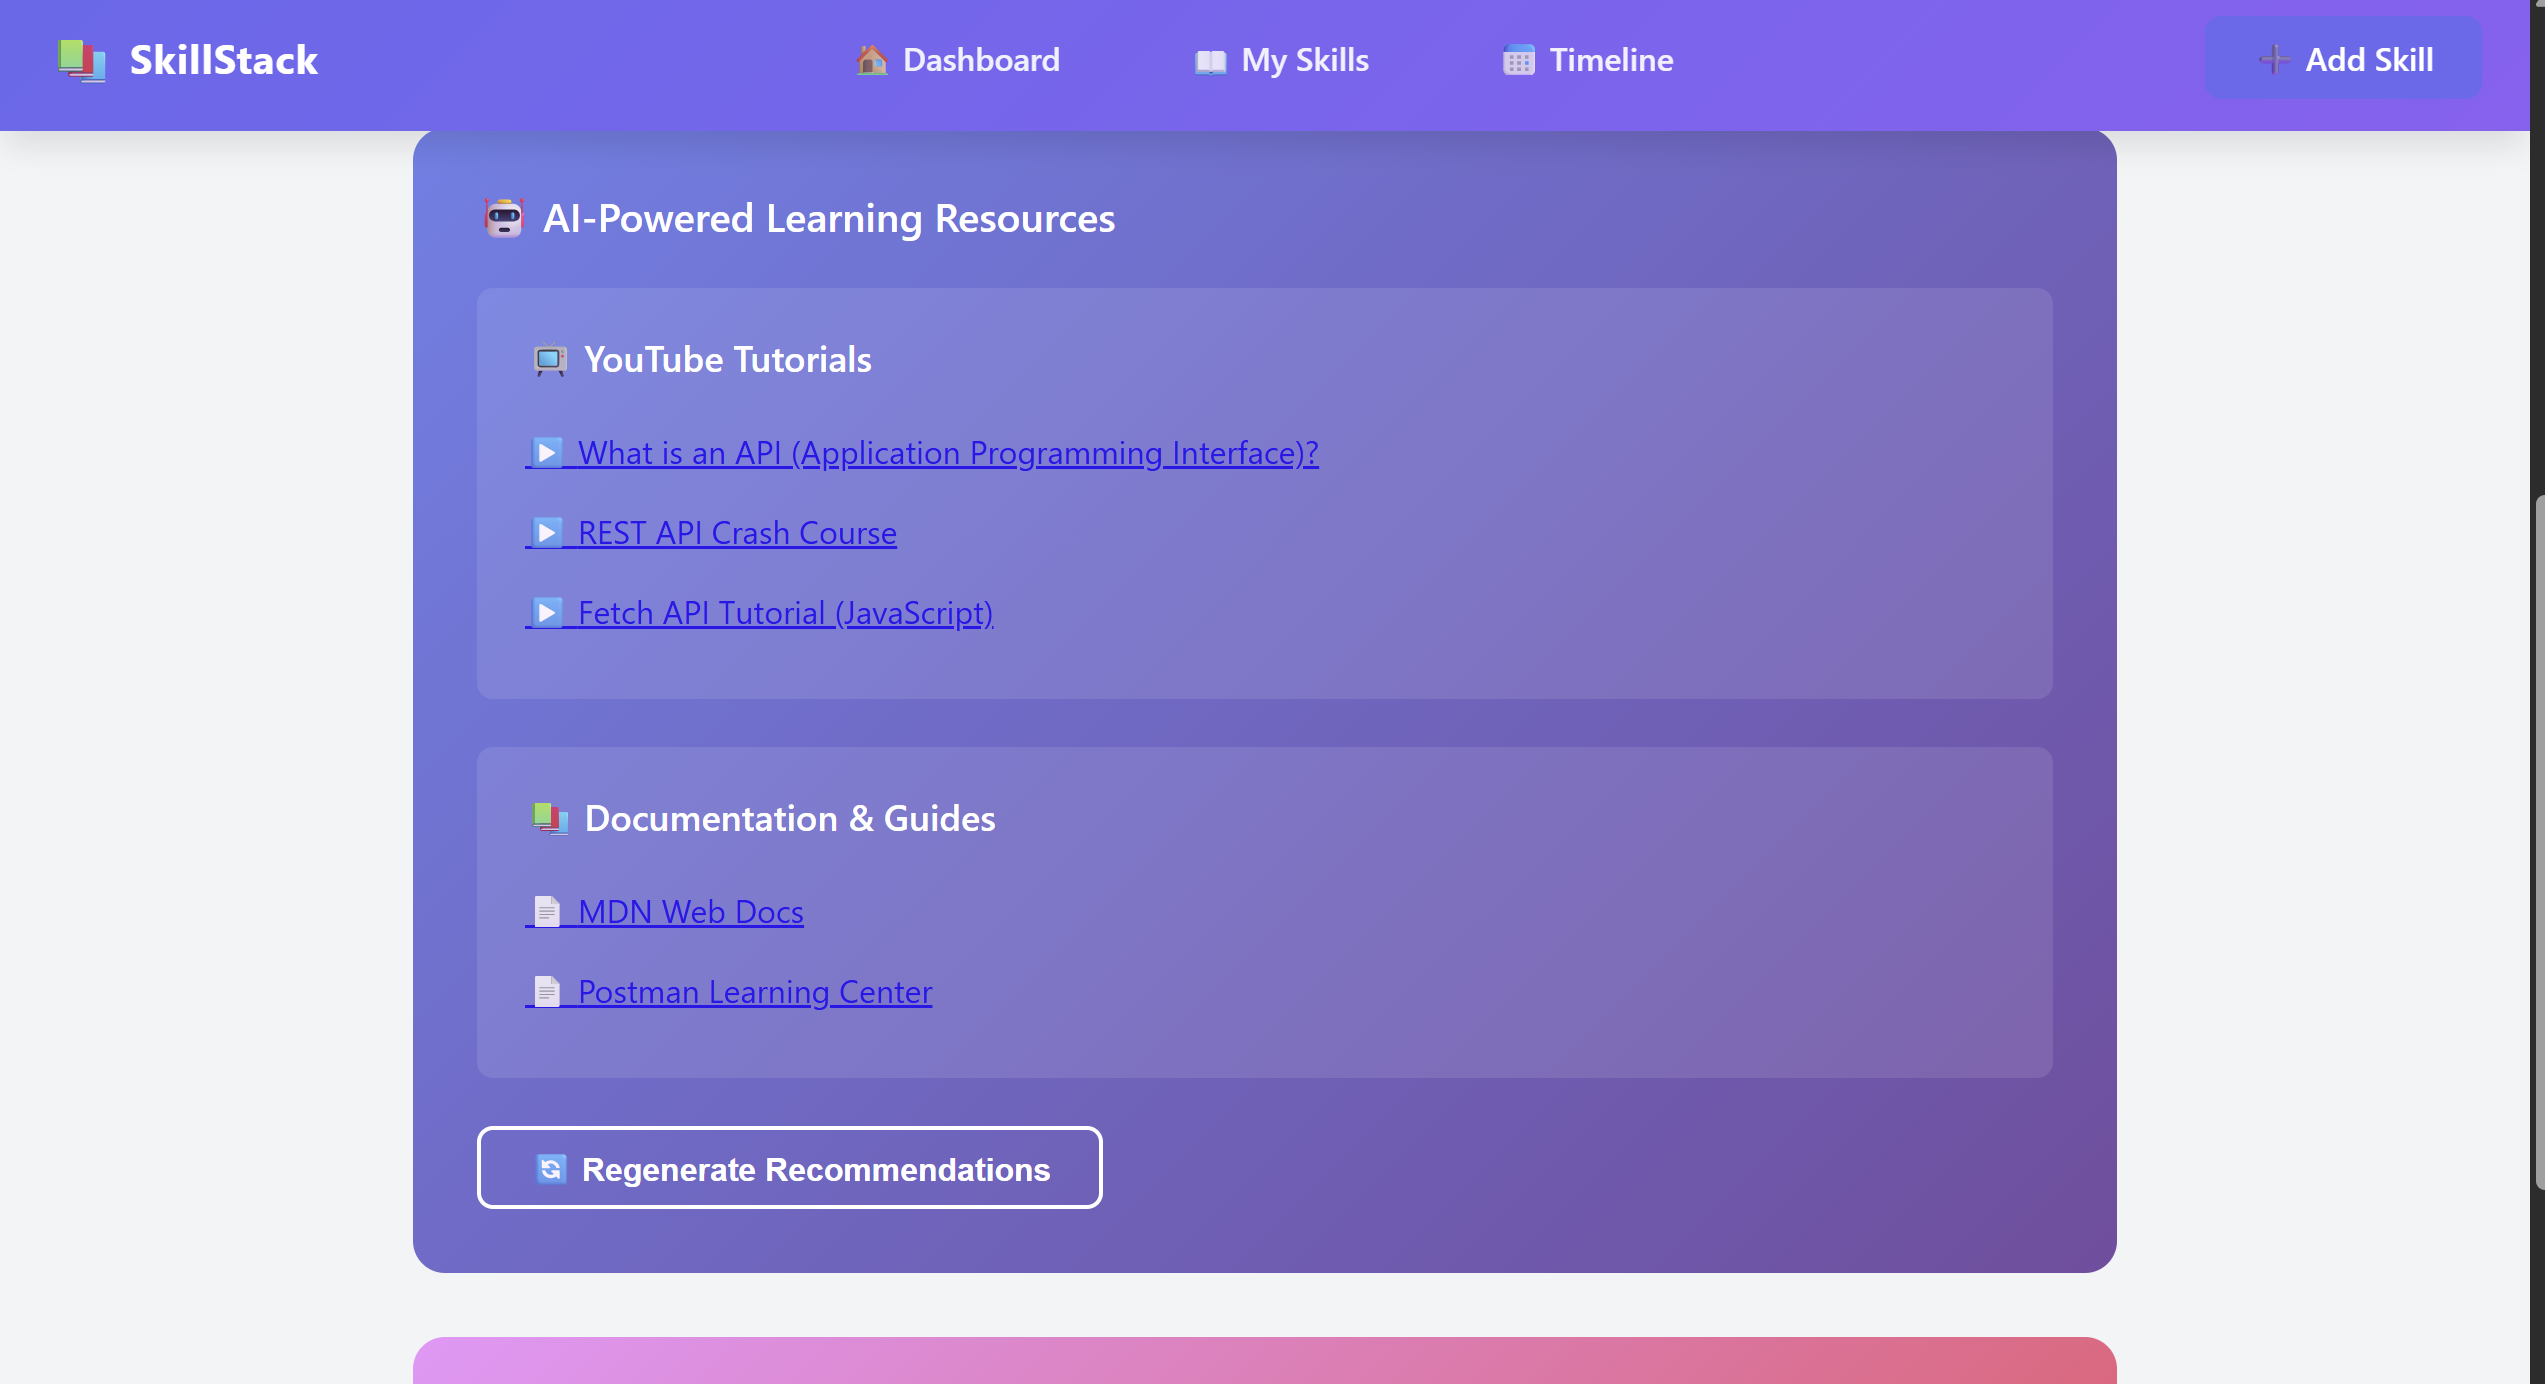 SkillStack
Dashboard
My Skills
Timeline
Add Skill
AI-Powered Learning Resources
YouTube Tutorials
What is an API (Application Programming Interface)?
REST API Crash Course
Fetch API Tutorial (JavaScript)
Documentation & Guides
MDN Web Docs
Postman Learning Center
Regenerate Recommendations